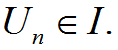 Uₙ ∈ I.